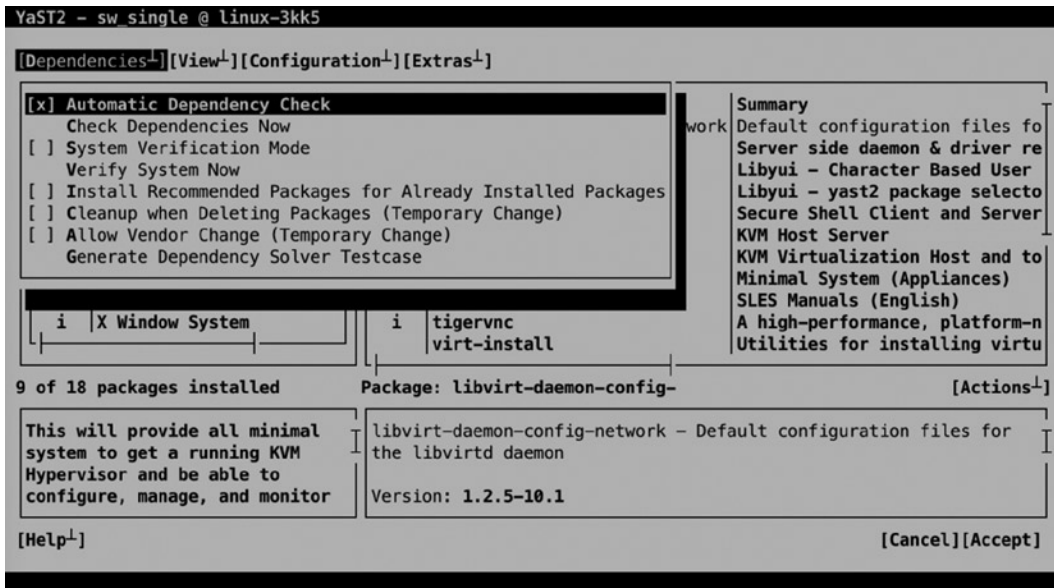 YaST2 - sw_single @ linux-3kk5
[Dependencies┴][View┴][Configuration┴][Extras┴]
[x] Automatic Dependency Check
Check Dependencies Now
[ ] System Verification Mode
Verify System Now
[ ] Install Recommended Packages for Already Installed Packages
[ ] Cleanup when Deleting Packages (Temporary Change)
[ ] Allow Vendor Change (Temporary Change)
Generate Dependency Solver Testcase
Summary
work Default configuration files fo
Server side daemon & driver re
Libyui - Character Based User
Libyui - yast2 package selecto
Secure Shell Client and Server
KVM Host Server
KVM Virtualization Host and to
Minimal System (Appliances)
SLES Manuals (English)
i X Window System i tigervnc A high-performance, platform-n
virt-install Utilities for installing virtu
9 of 18 packages installed Package: libvirt-daemon-config- [Actions┴]
This will provide all minimal
system to get a running KVM
Hypervisor and be able to
configure, manage, and monitor
libvirt-daemon-config-network - Default configuration files for
the libvirtd daemon
Version: 1.2.5-10.1
[Help┴] [Cancel][Accept]